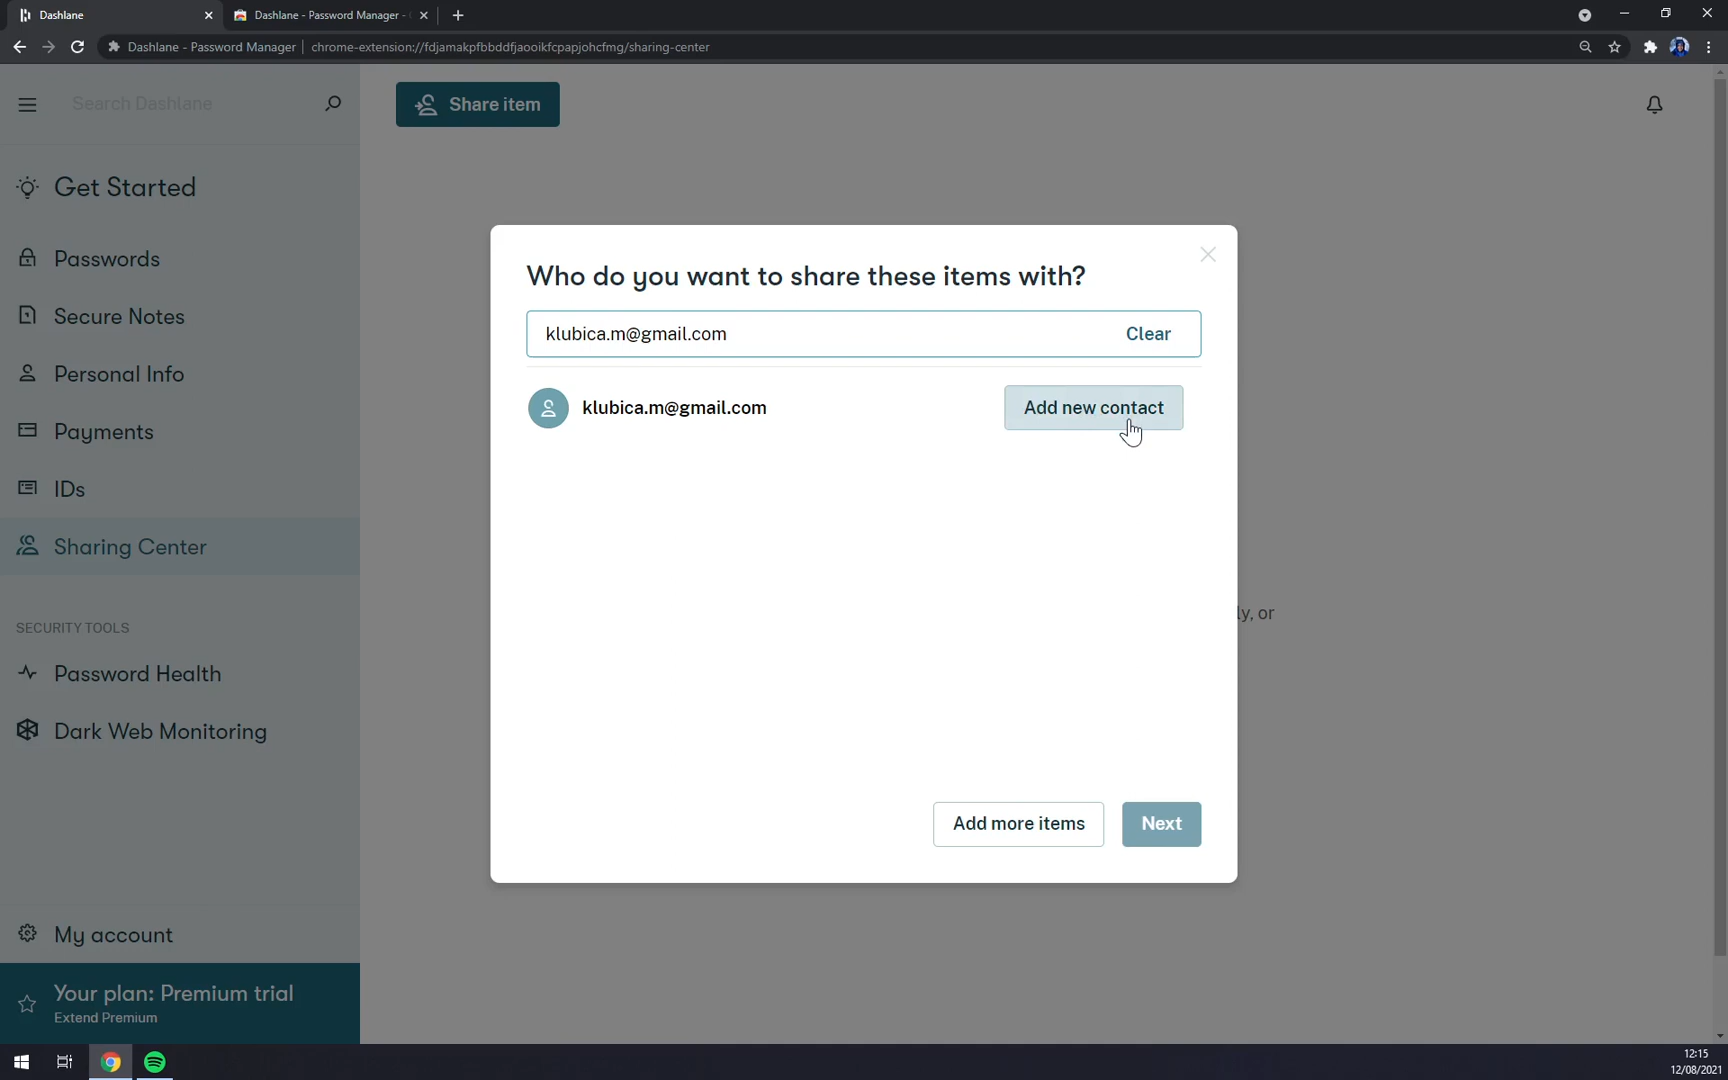 Dashlane
Dashlane - Password Manager -
Dashlane - Password Manager
chrome-extension://fdjamakpfbbddfjaooikfcpapjohcfmg/sharing-center
Search Dashlane
Share item
Get Started
Passwords
Secure Notes
Personal Info
Payments
IDs
Sharing Center
SECURITY TOOLS
Password Health
Dark Web Monitoring
My account
Your plan: Premium trial
Extend Premium
Who do you want to share these items with?
klubica.m@gmail.com
Clear
klubica.m@gmail.com
Add new contact
ly, or
Add more items
Next
12:15
12/08/2021